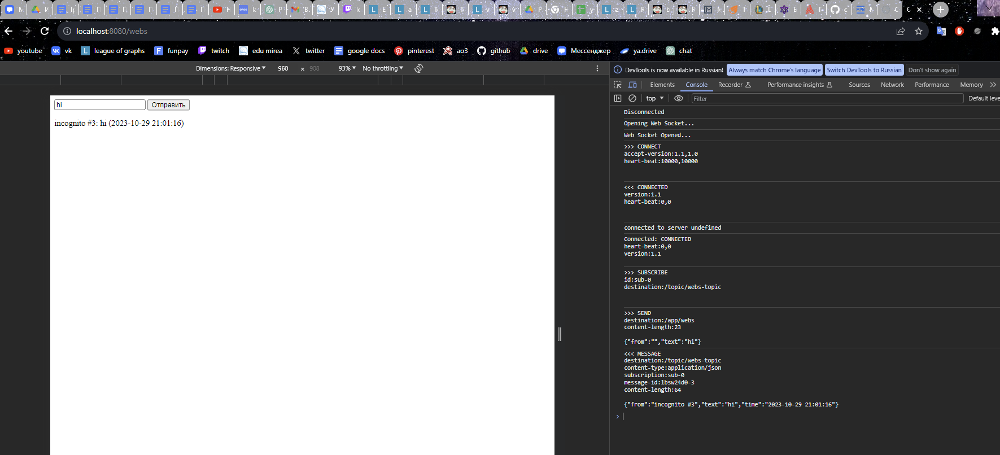 localhost:8080/webs
youtube vk league of graphs funpay twitch edu mirea twitter google docs pinterest ao3 github drive Мессенджер ya.drive chat
Dimensions: Responsive 960 × 908 93% No throttling
hi Отправить
incognito #3: hi (2023-10-29 21:01:16)
DevTools is now available in Russian! Always match Chrome's language Switch DevTools to Russian Don't show again
Elements Console Recorder Performance insights Sources Network Performance Memory
top Filter Default leve
Disconnected
Opening Web Socket...
Web Socket Opened...
>>> CONNECT
accept-version:1.1,1.0
heart-beat:10000,10000
<<< CONNECTED
version:1.1
heart-beat:0,0
connected to server undefined
Connected: CONNECTED
heart-beat:0,0
version:1.1
>>> SUBSCRIBE
id:sub-0
destination:/topic/webs-topic
>>> SEND
destination:/app/webs
content-length:23
{"from":"","text":"hi"}
<<< MESSAGE
destination:/topic/webs-topic
content-type:application/json
subscription:sub-0
message-id:lbsw24d0-3
content-length:64
{"from":"incognito #3","text":"hi","time":"2023-10-29 21:01:16"}